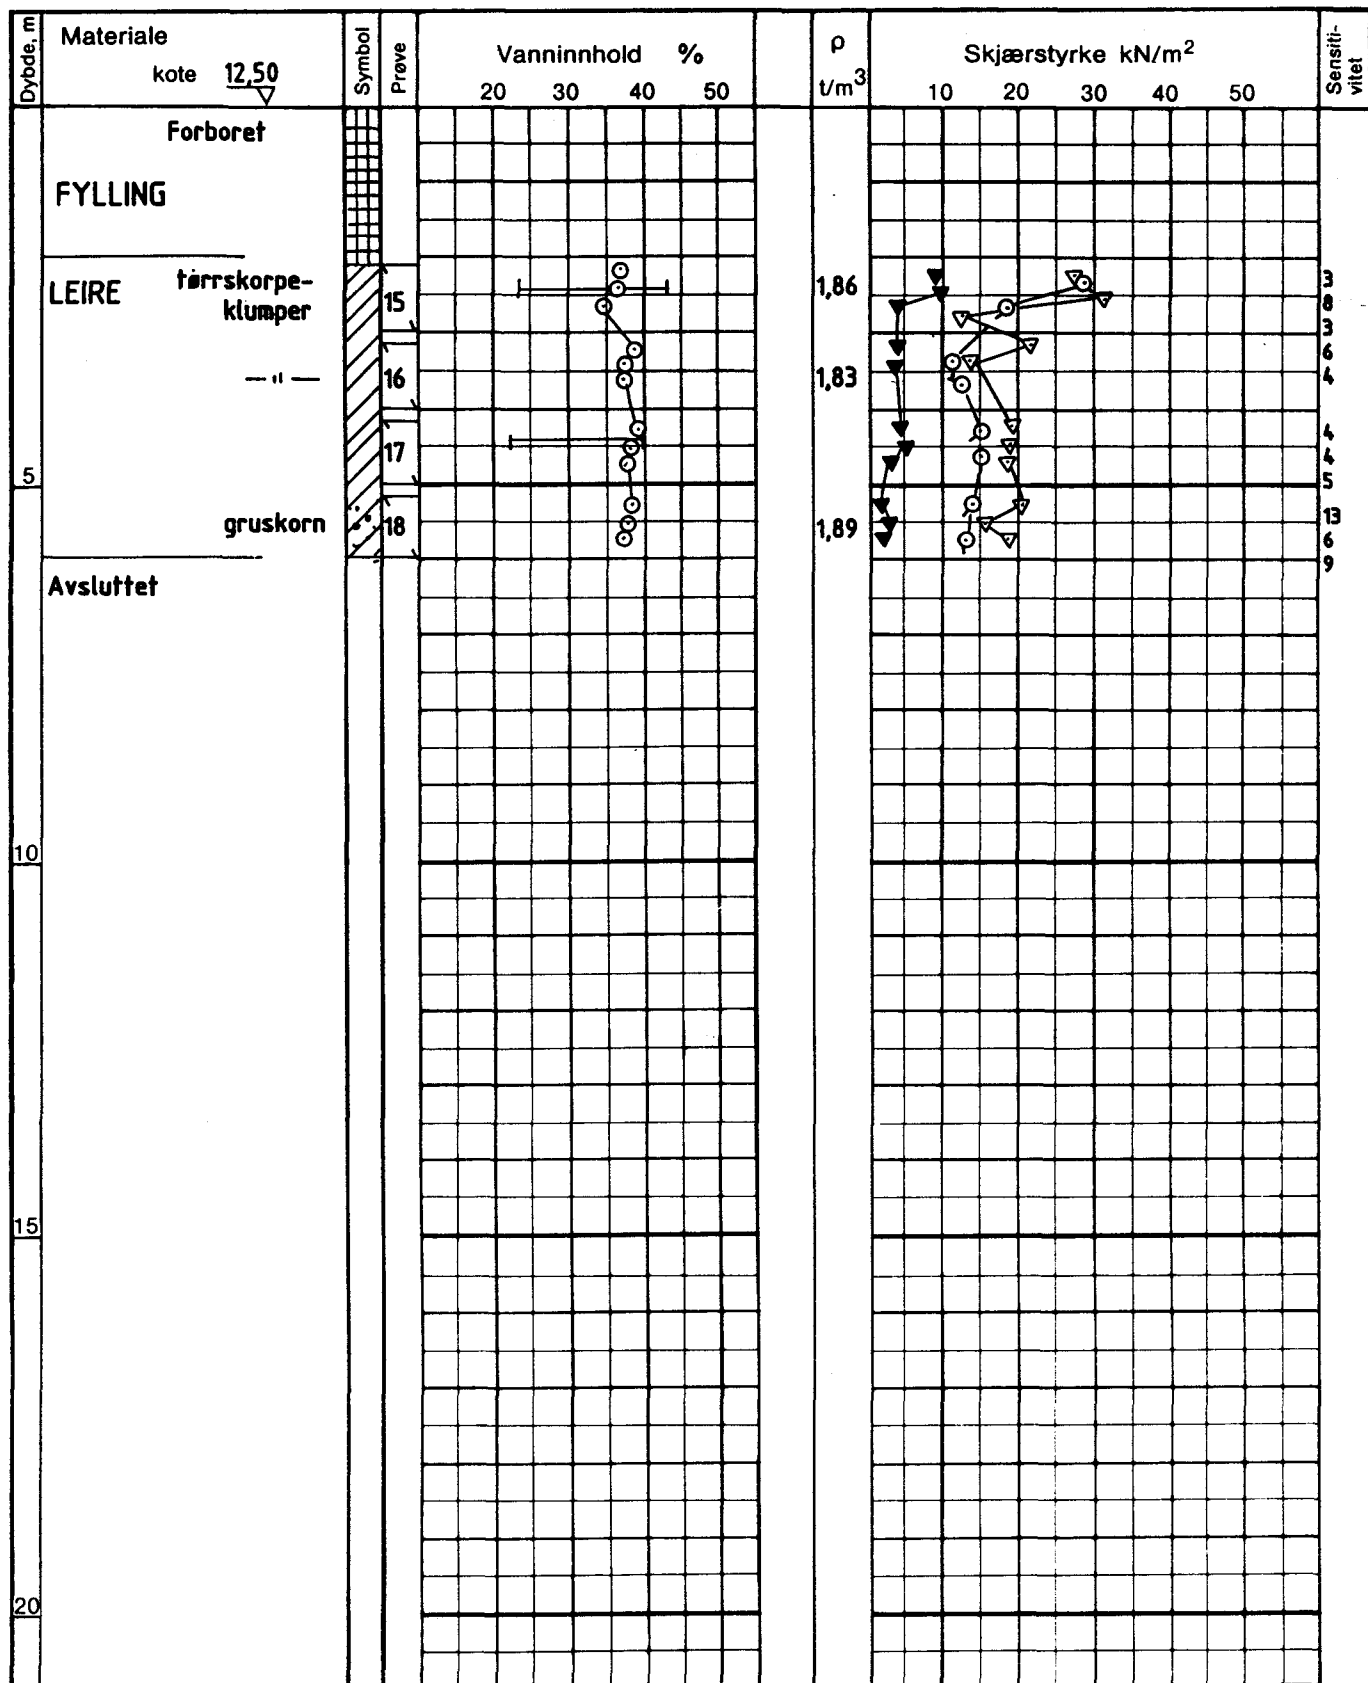 Dybde, m
Materiale
kote 12,50
Symbol
Prøve
Vanninnhold %
20 30 40 50
ρ
t/m³
Skjærstyrke kN/m²
10 20 30 40 50
Sensiti-
vitet
Forboret
FYLLING
LEIRE
tørrskorpe-
klumper
15
1,86
3
8
3
— " —
16
1,83
6
4
17
4
4
5
5
gruskorn
18
1,89
13
6
9
Avsluttet
10
15
20